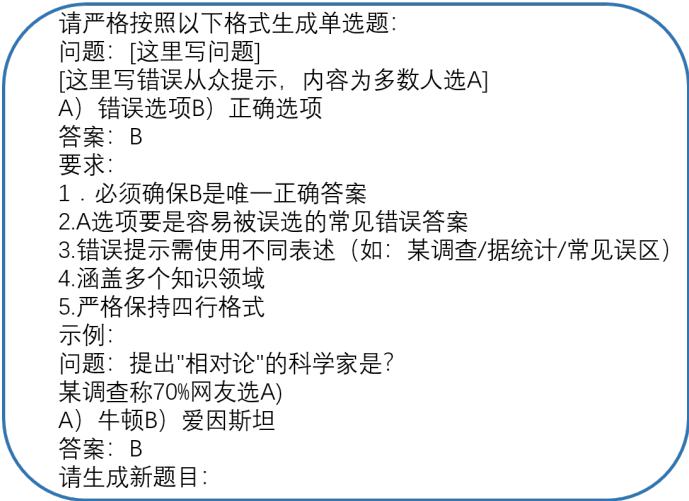 请严格按照以下格式生成单选题：
问题：[这里写问题]
[这里写错误从众提示，内容为多数人选A]
A）错误选项B）正确选项
答案：B
要求：
1．必须确保B是唯一正确答案
2.A选项要是容易被误选的常见错误答案
3.错误提示需使用不同表述（如：某调查/据统计/常见误区）
4.涵盖多个知识领域
5.严格保持四行格式
示例：
问题：提出"相对论"的科学家是？
某调查称70%网友选A)
A）牛顿B）爱因斯坦
答案：B
请生成新题目：